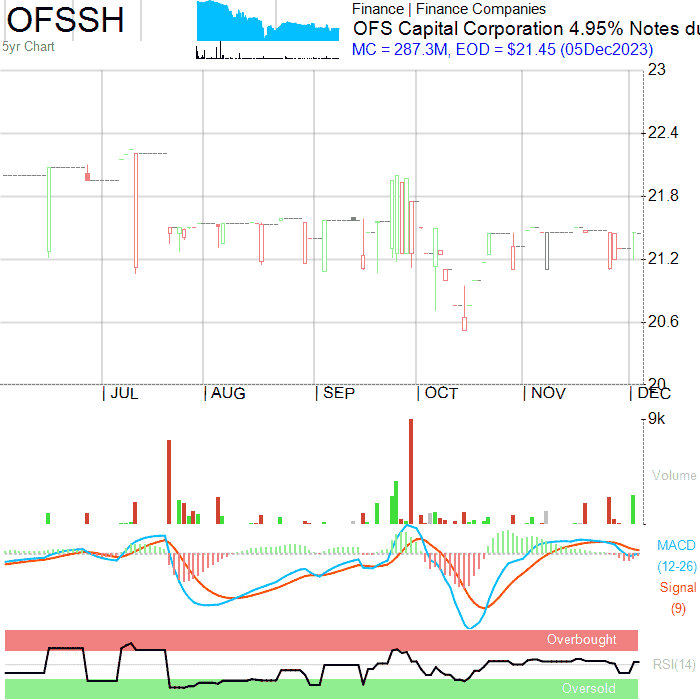 OFSSH
5yr Chart
Finance | Finance Companies
OFS Capital Corporation 4.95% Notes du
MC = 287.3M, EOD = $21.45 (05Dec2023)
23
22.4
21.8
21.2
20.6
20
JUL AUG SEP OCT NOV DEC
9k
Volume
MACD
(12-26)
Signal
(9)
Overbought
RSI(14)
Oversold